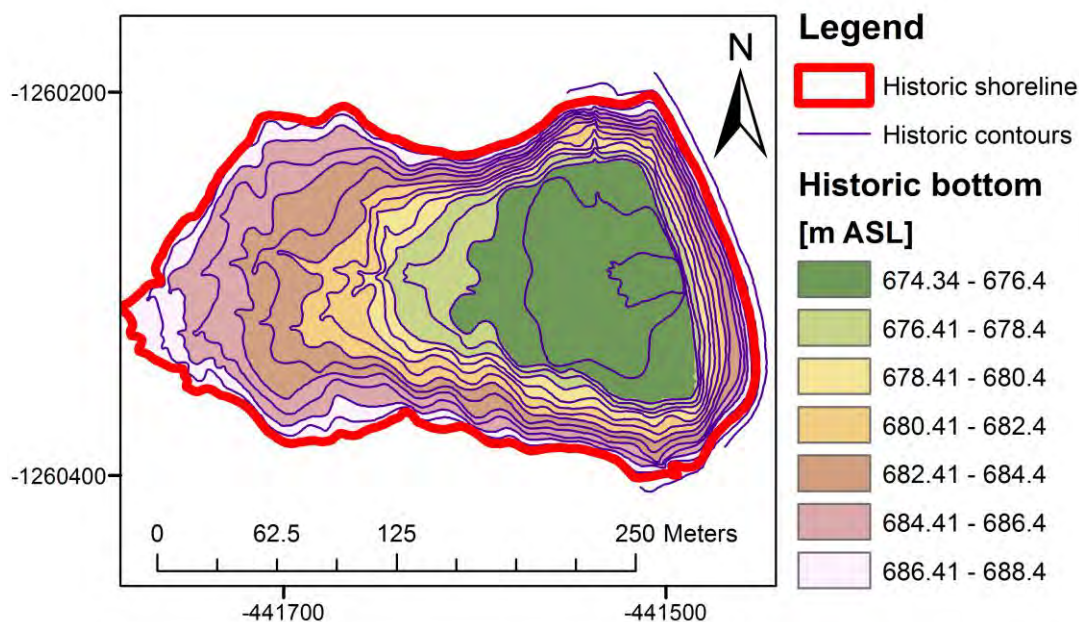 -1260200
-1260400
N
0 62.5 125 250 Meters
-441700 -441500
Legend
Historic shoreline
Historic contours
Historic bottom
[m ASL]
674.34 - 676.4
676.41 - 678.4
678.41 - 680.4
680.41 - 682.4
682.41 - 684.4
684.41 - 686.4
686.41 - 688.4